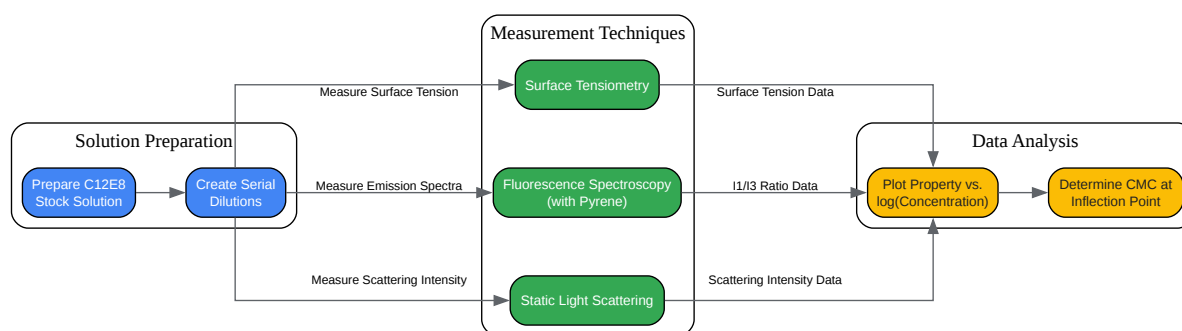 Measurement Techniques
Surface Tensiometry
Measure Surface Tension
Surface Tension Data
Solution Preparation
Data Analysis
Prepare C12E8
Stock Solution
Create Serial
Dilutions
Measure Emission Spectra
Fluorescence Spectroscopy
(with Pyrene)
I1/I3 Ratio Data
Plot Property vs.
log(Concentration)
Determine CMC at
Inflection Point
Measure Scattering Intensity
Scattering Intensity Data
Static Light Scattering